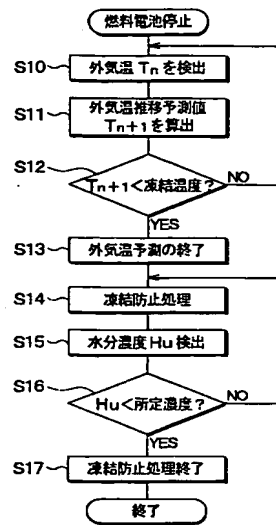 燃料電池停止
S10 外気温 Tn を検出
S11 外気温推移予測値
Tn+1 を算出
S12 Tn+1<凍結温度?
NO
YES
S13 外気温予測の終了
S14 凍結防止処理
S15 水分濃度 Hu 検出
S16 Hu<所定濃度?
NO
YES
S17 凍結防止処理終了
終了